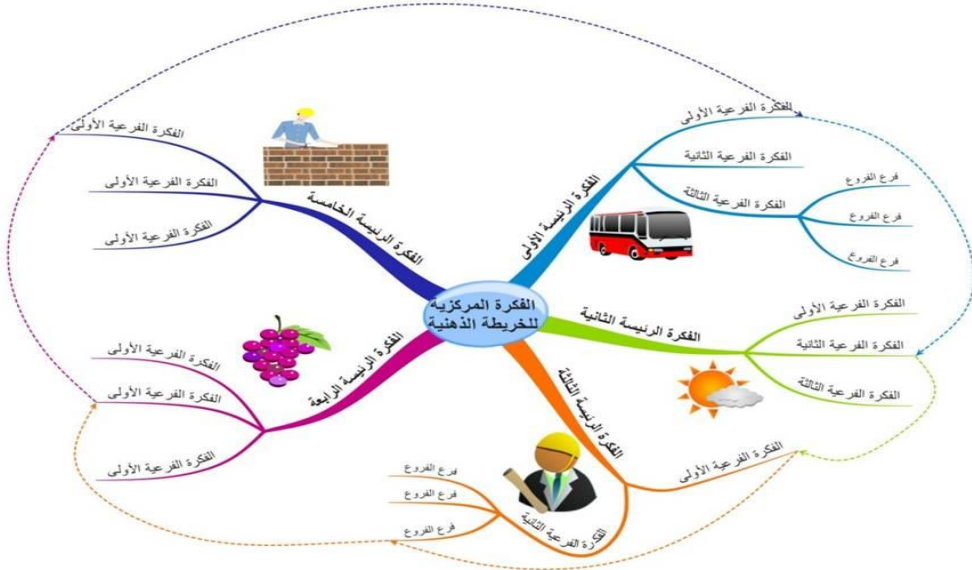 الفكرة المركزية
للخريطة الذهنية
الفكرة الرئيسة الأولى
الفكرة الفرعية الأولى
الفكرة الفرعية الثانية
الفكرة الفرعية الثالثة
فرع الفروع
فرع الفروع
فرع الفروع
الفكرة الرئيسة الثانية
الفكرة الفرعية الأولى
الفكرة الفرعية الثانية
الفكرة الفرعية الثالثة
الفكرة الرئيسة الثالثة
الفكرة الفرعية الأولى
الفكرة الفرعية الثانية
فرع الفروع
فرع الفروع
فرع الفروع
الفكرة الرئيسة الرابعة
الفكرة الفرعية الأولى
الفكرة الفرعية الأولى
الفكرة الفرعية الأولى
الفكرة الرئيسة الخامسة
الفكرة الفرعية الأولى
الفكرة الفرعية الأولى
الفكرة الفرعية الأولى